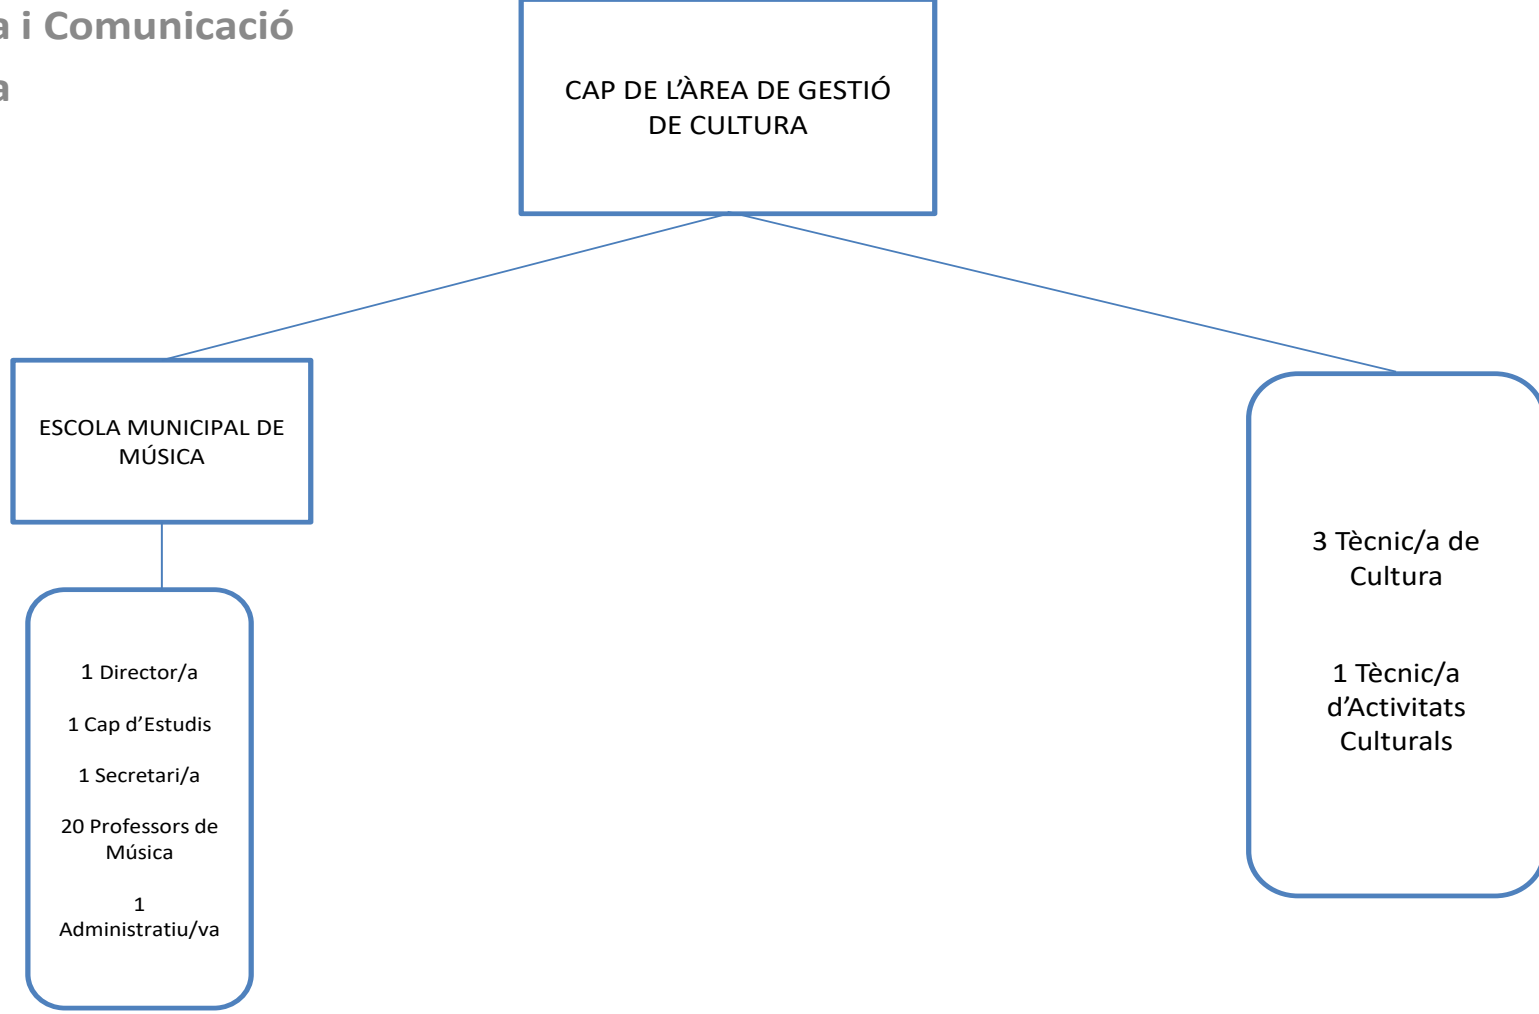 a i Comunicació
a
CAP DE L'ÀREA DE GESTIÓ
DE CULTURA
ESCOLA MUNICIPAL DE
MÚSICA
1 Director/a
1 Cap d'Estudis
1 Secretari/a
20 Professors de
Música
1
Administratiu/va
3 Tècnic/a de
Cultura
1 Tècnic/a
d'Activitats
Culturals